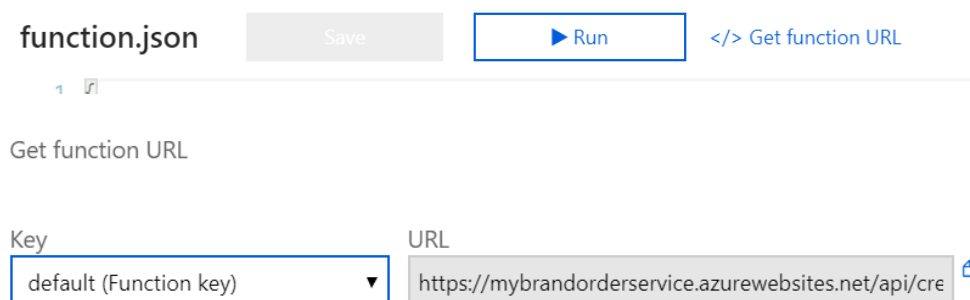 function.json
Save
Run
</> Get function URL
1
Get function URL
Key
URL
default (Function key)
https://mybrandorderservice.azurewebsites.net/api/cre